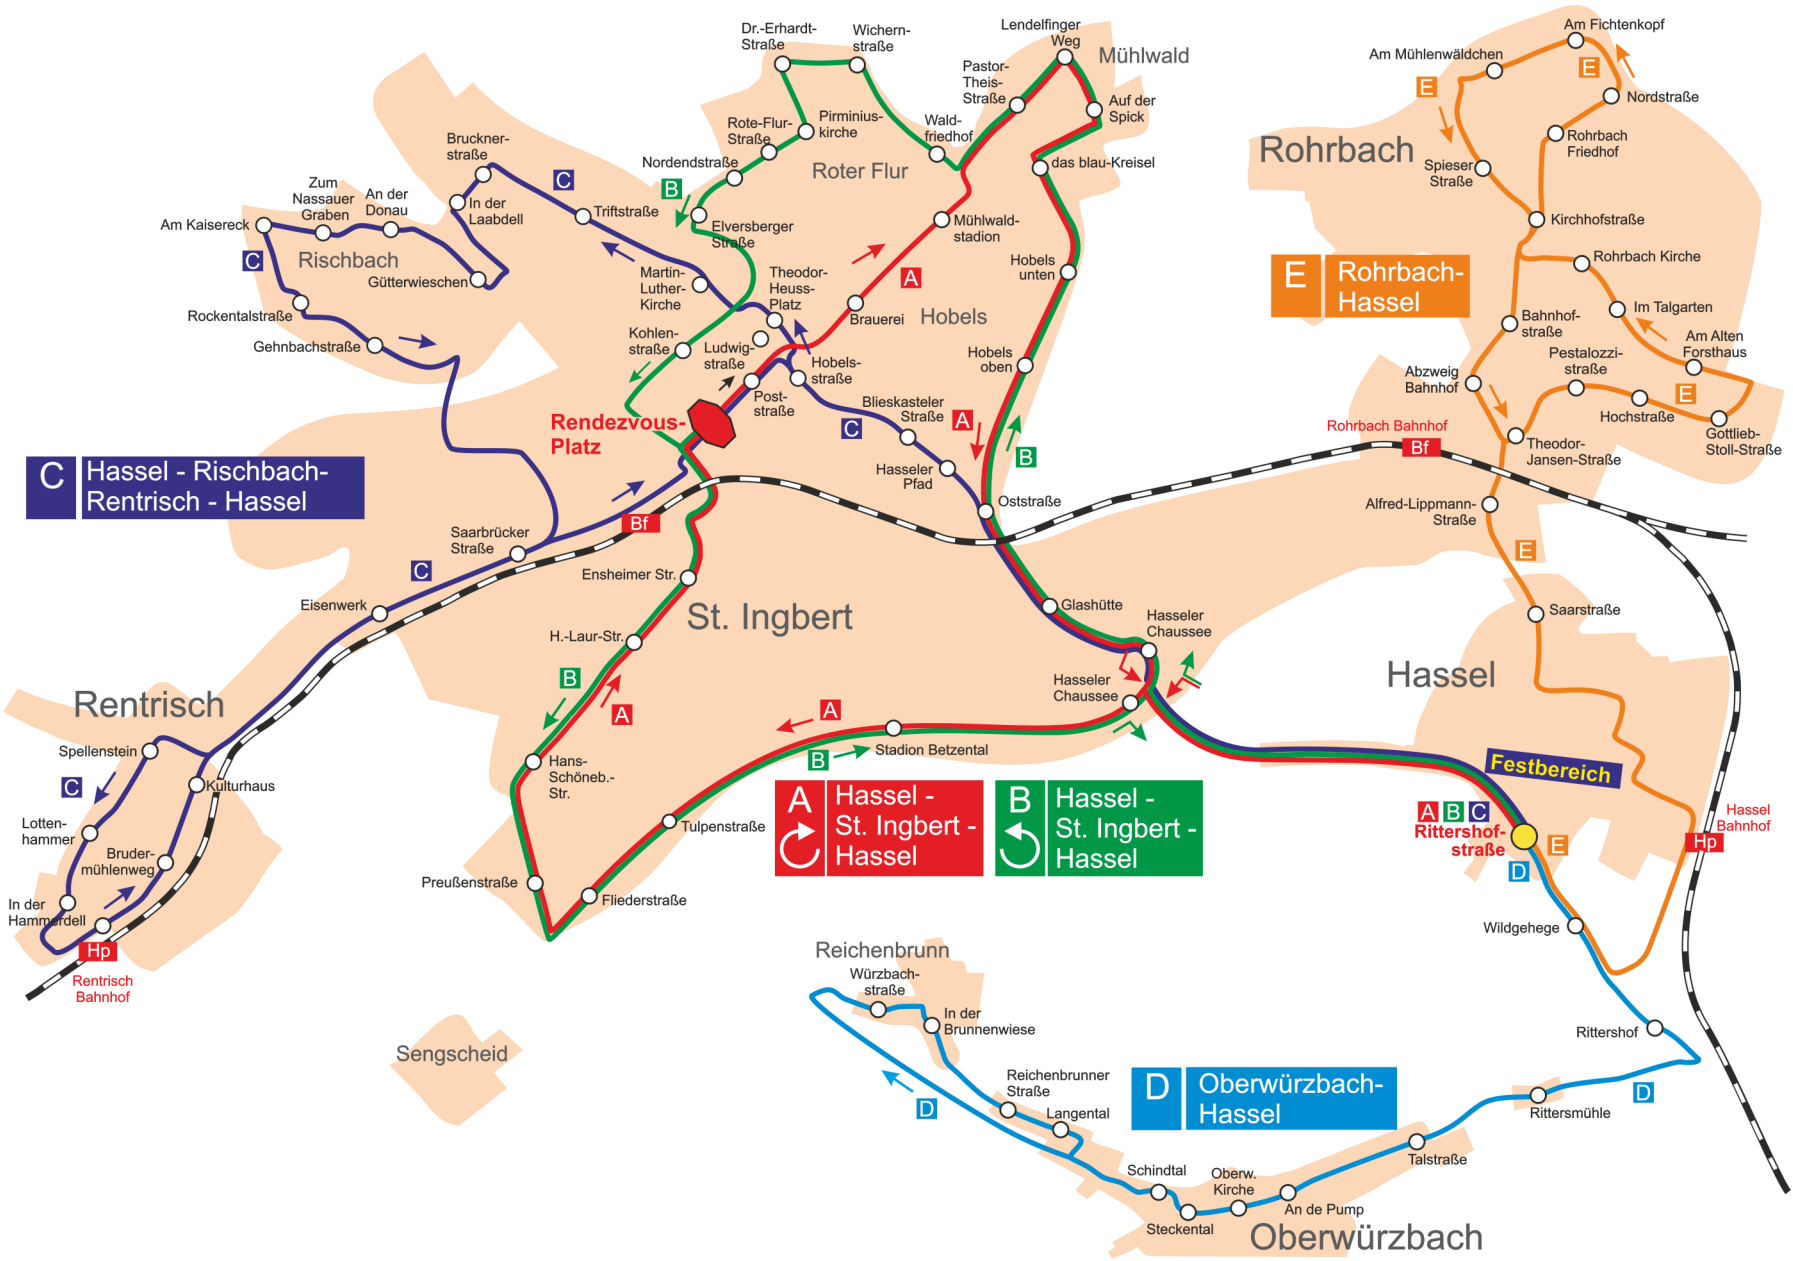 Dr.-Erhardt-
Straße
Wichern-
straße
Lendelfinger
Weg
Mühlwald
Pastor-
Theis-
Straße
Auf der
Spick
Wald-
friedhof
das blau-Kreisel
Pirminius-
kirche
Rote-Flur-
Straße
Nordendstraße
Roter Flur
B
Elversberger
Straße
Mühlwald-
stadion
A
Brauerei
Hobels
Hobels
unten
Hobels
oben
Bruckner-
straße
C
Triftstraße
In der
Laabdell
An der
Donau
Zum
Nassauer
Graben
Am Kaisereck
C
Rischbach
Gütterwieschen
Rockentalstraße
Gehnbachstraße
Martin-
Luther-
Kirche
Theodor-
Heuss-
Platz
Kohlen-
straße
Ludwig-
straße
Post-
straße
Hobels-
straße
Rendezvous-
Platz
Blieskasteler
Straße
C
Hasseler
Pfad
A
B
Oststraße
Am Fichtenkopf
Am Mühlenwäldchen
E
E
Nordstraße
Rohrbach
Rohrbach
Friedhof
Spieser
Straße
Kirchhofstraße
Rohrbach Kirche
E
Rohrbach-
Hassel
Im Talgarten
Bahnhof-
straße
Am Alten
Forsthaus
Pestalozzi-
straße
Abzweig
Bahnhof
E
Hochstraße
Gottlieb-
Stoll-Straße
Rohrbach Bahnhof
Bf
Theodor-
Jansen-Straße
Alfred-Lippmann-
Straße
E
Saarstraße
C
Hassel - Rischbach-
Rentrisch - Hassel
Saarbrücker
Straße
Bf
C
Eisenwerk
Ensheimer Str.
St. Ingbert
H.-Laur-Str.
B
A
Glashütte
Hasseler
Chaussee
Hasseler
Chaussee
Hassel
Rentrisch
Spellenstein
C
Kulturhaus
Lotten-
hammer
Bruder-
mühlenweg
In der
Hammerdell
Hp
Rentrisch
Bahnhof
Hans-
Schöneb.-
Str.
A
Stadion Betzental
B
Tulpenstraße
Preußenstraße
Fliederstraße
A
Hassel -
St. Ingbert -
Hassel
B
Hassel -
St. Ingbert -
Hassel
Festbereich
A B C
Rittershof-
straße
E
D
Hassel
Bahnhof
Hp
Wildgehege
Rittershof
Reichenbrunn
Würzbach-
straße
In der
Brunnenwiese
Sengscheid
Reichenbrunner
Straße
Langental
D
D
Oberwürzbach-
Hassel
D
Rittersmühle
Talstraße
Schindtal
Oberw.
Kirche
An de Pump
Steckental
Oberwürzbach